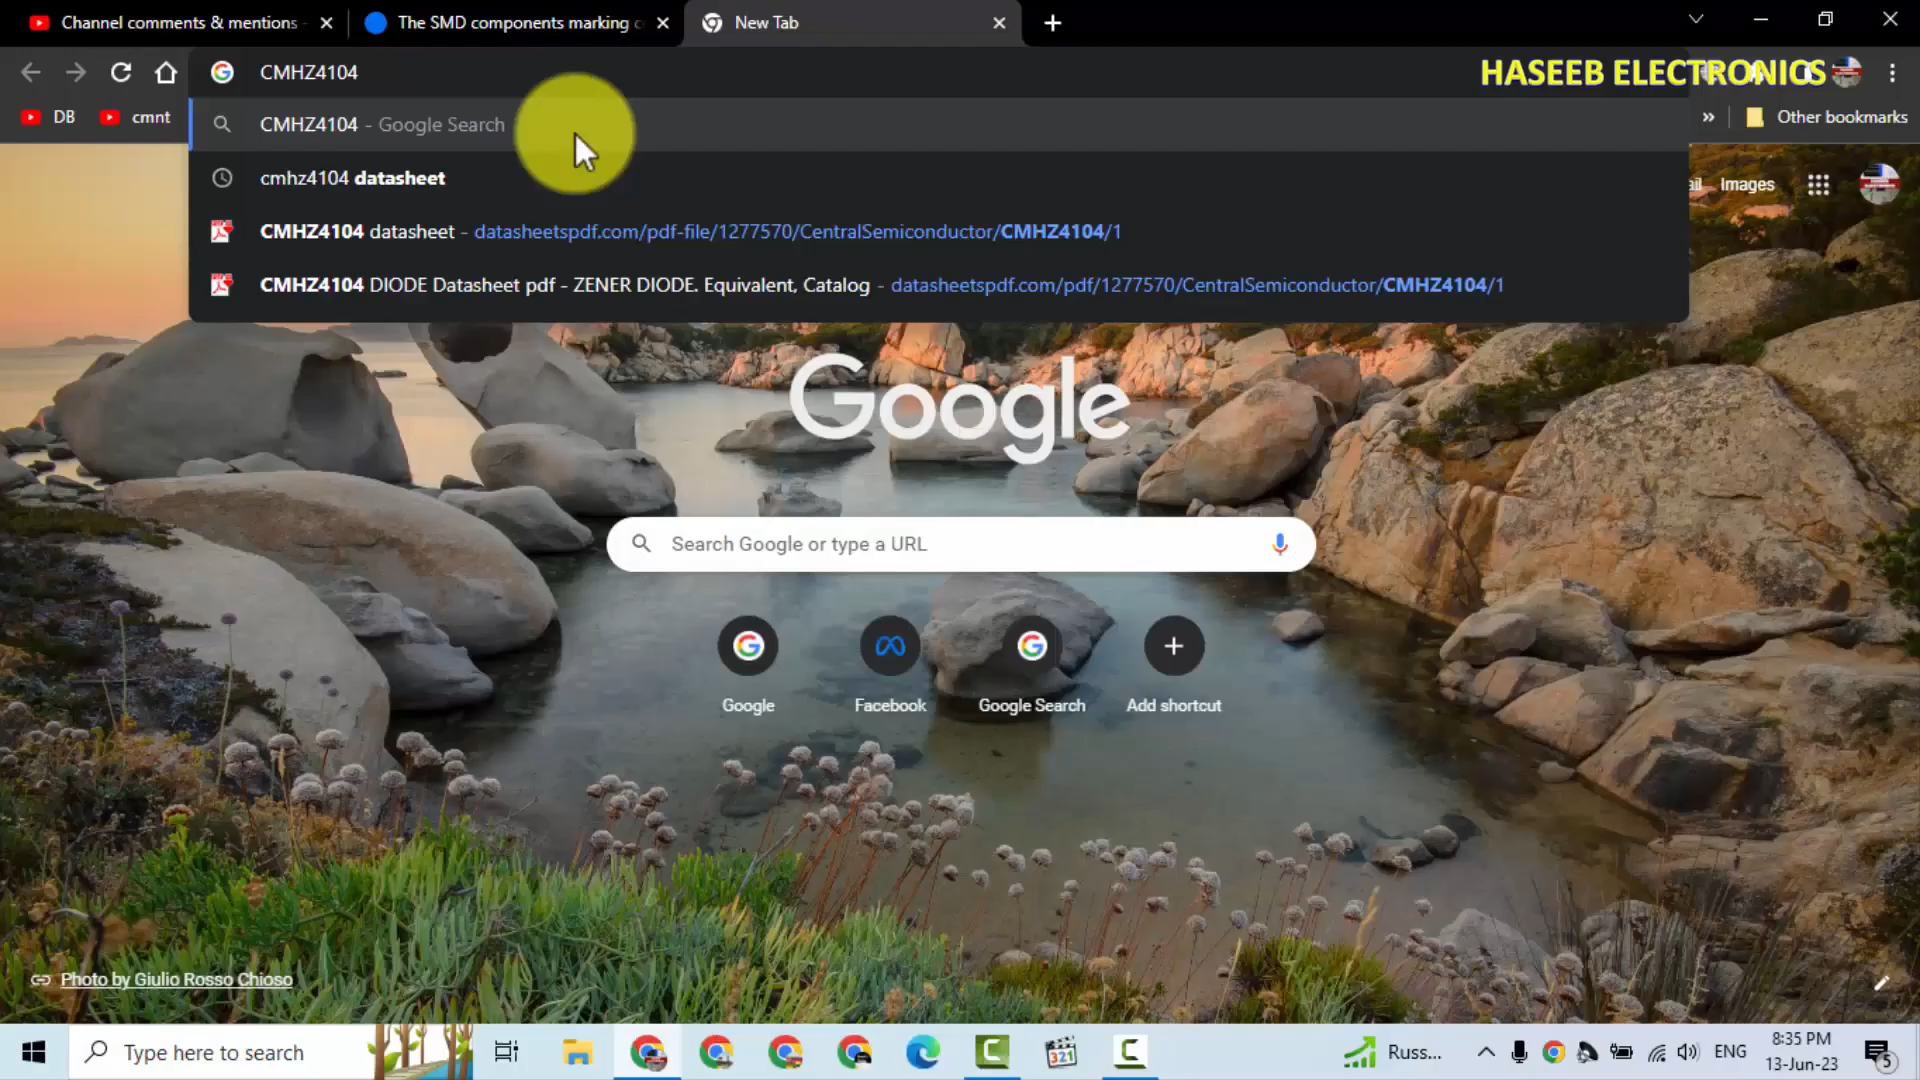 Channel comments & mentions
The SMD components marking c
New Tab
CMHZ4104
HASEEB ELECTRONICS
DB
cmnt
CMHZ4104 - Google Search
Other bookmarks
cmhz4104 datasheet
Images
CMHZ4104 datasheet - datasheetspdf.com/pdf-file/1277570/CentralSemiconductor/CMHZ4104/1
CMHZ4104 DIODE Datasheet pdf - ZENER DIODE. Equivalent, Catalog - datasheetspdf.com/pdf/1277570/CentralSemiconductor/CMHZ4104/1
Google
Search Google or type a URL
Google
Facebook
Google Search
Add shortcut
Photo by Giulio Rosso Chioso
Type here to search
321
Russ...
ENG
8:35 PM
13-Jun-23
5